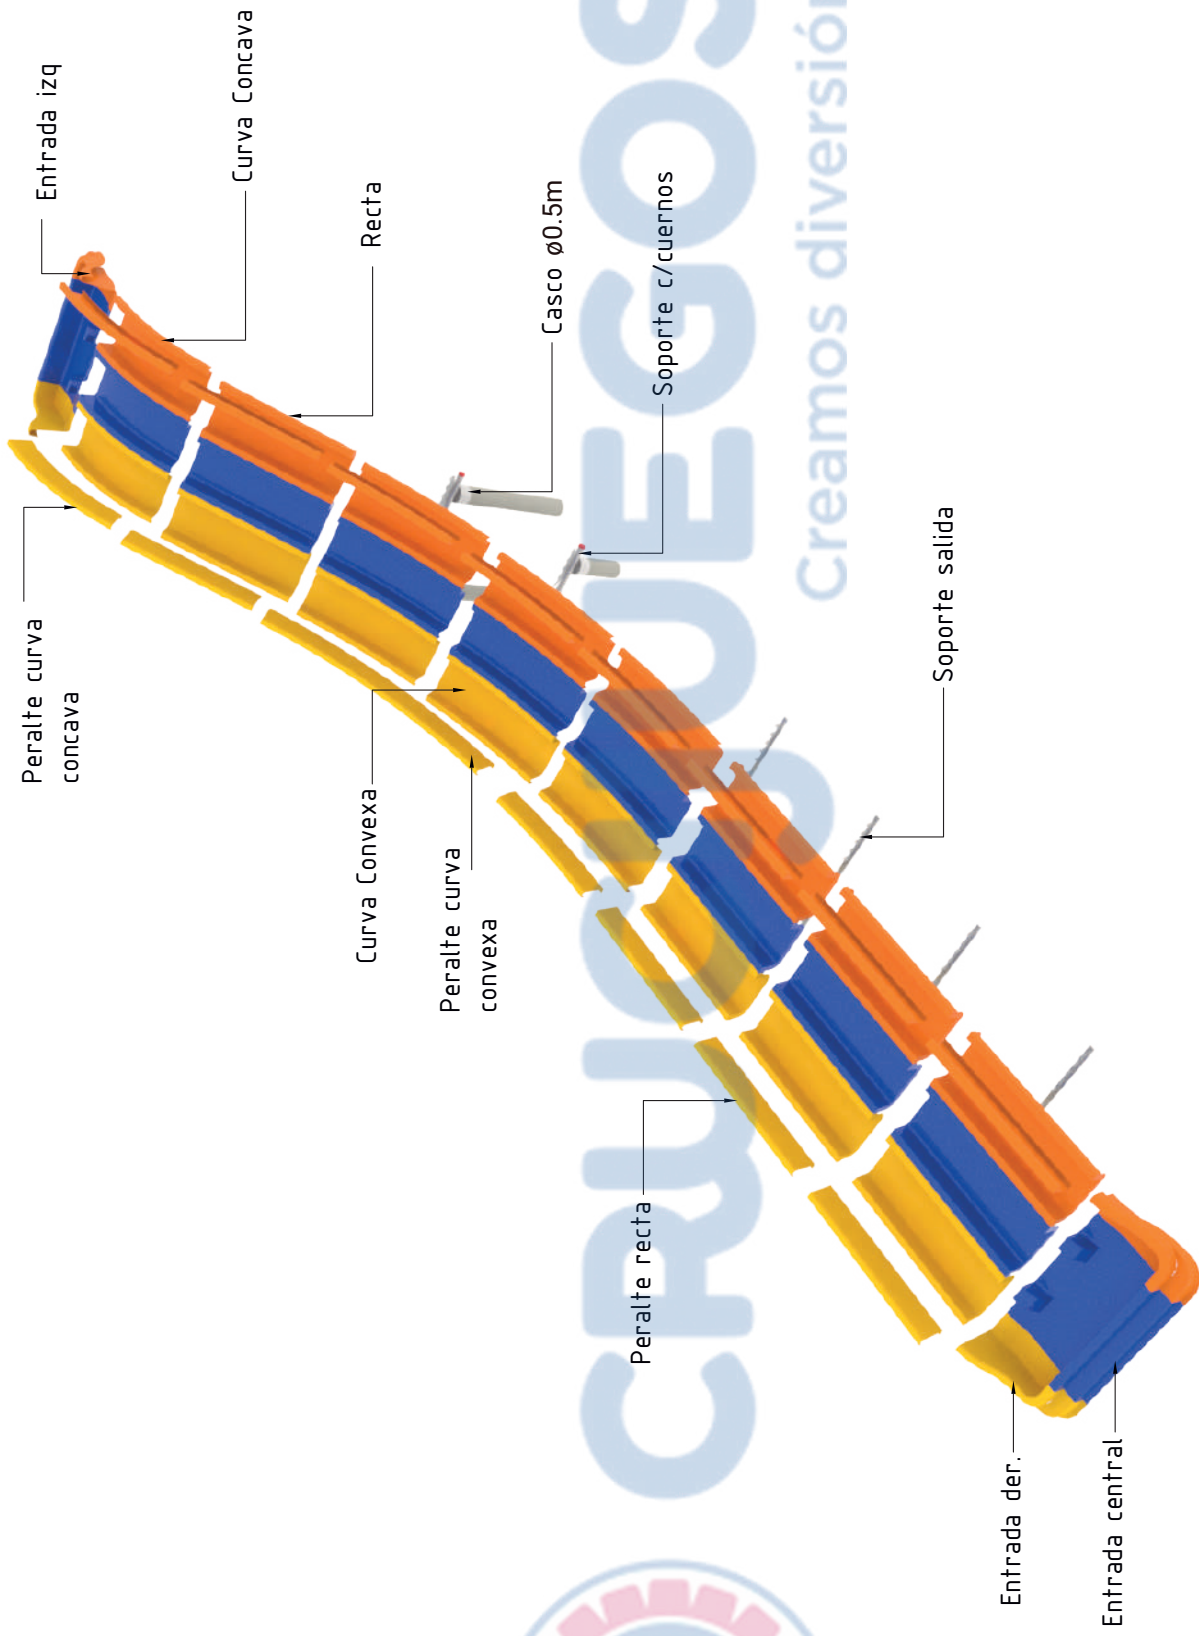 Entrada izq
Curva Concava
Recta
Casco ø0.5m
Soporte c/cuernos
Soporte salida
Peralte curva
concava
Curva Convexa
Peralte curva
convexa
Peralte recta
Entrada der.
Entrada central
CRUCIJUEGOS
Creamos diversión